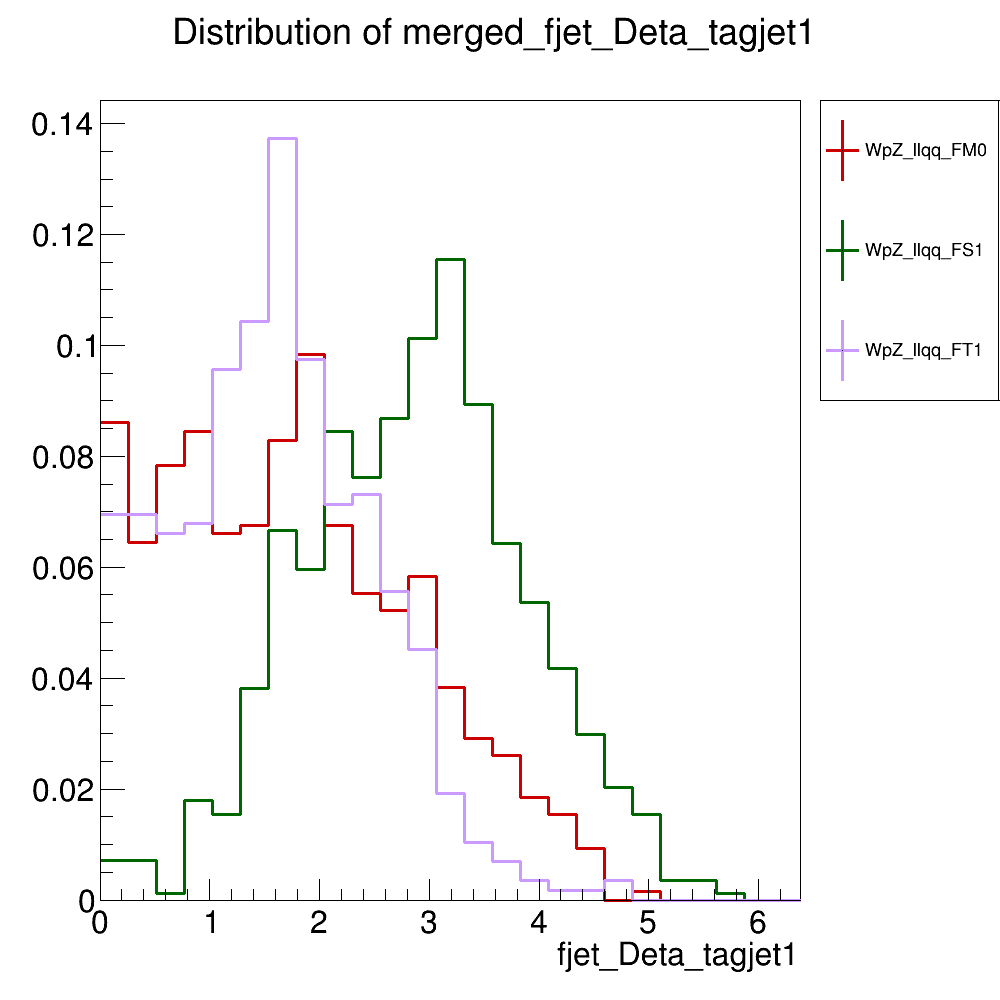 Distribution of merged_fjet_Deta_tagjet1
0.14
0.12
0.1
0.08
0.06
0.04
0.02
0
0 1 2 3 4 5 6
fjet_Deta_tagjet1
WpZ_llqq_FM0
WpZ_llqq_FS1
WpZ_llqq_FT1